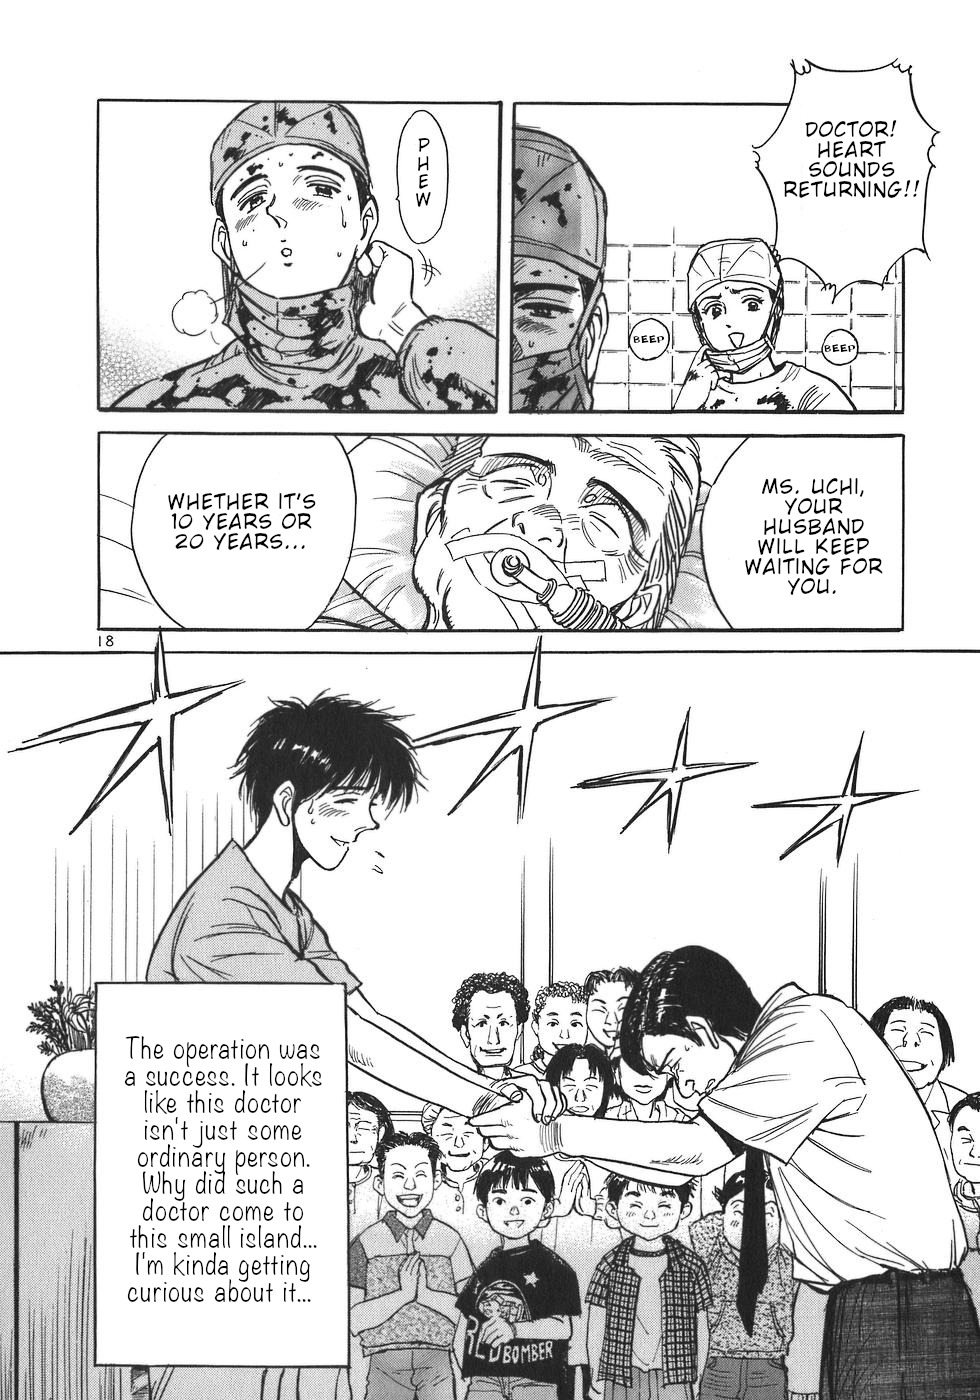 DOCTOR!
HEART
SOUNDS
RETURNING!!
BEEP
BEEP
PHEW
MS. UCHI,
YOUR
HUSBAND
WILL KEEP
WAITING FOR
YOU.
WHETHER IT'S
10 YEARS OR
20 YEARS...
18
The operation was
a success. It looks
like this doctor
isn't just some
ordinary person.
Why did such a
doctor come to
this small island...
I'm kinda getting
curious about it...
BOMBER